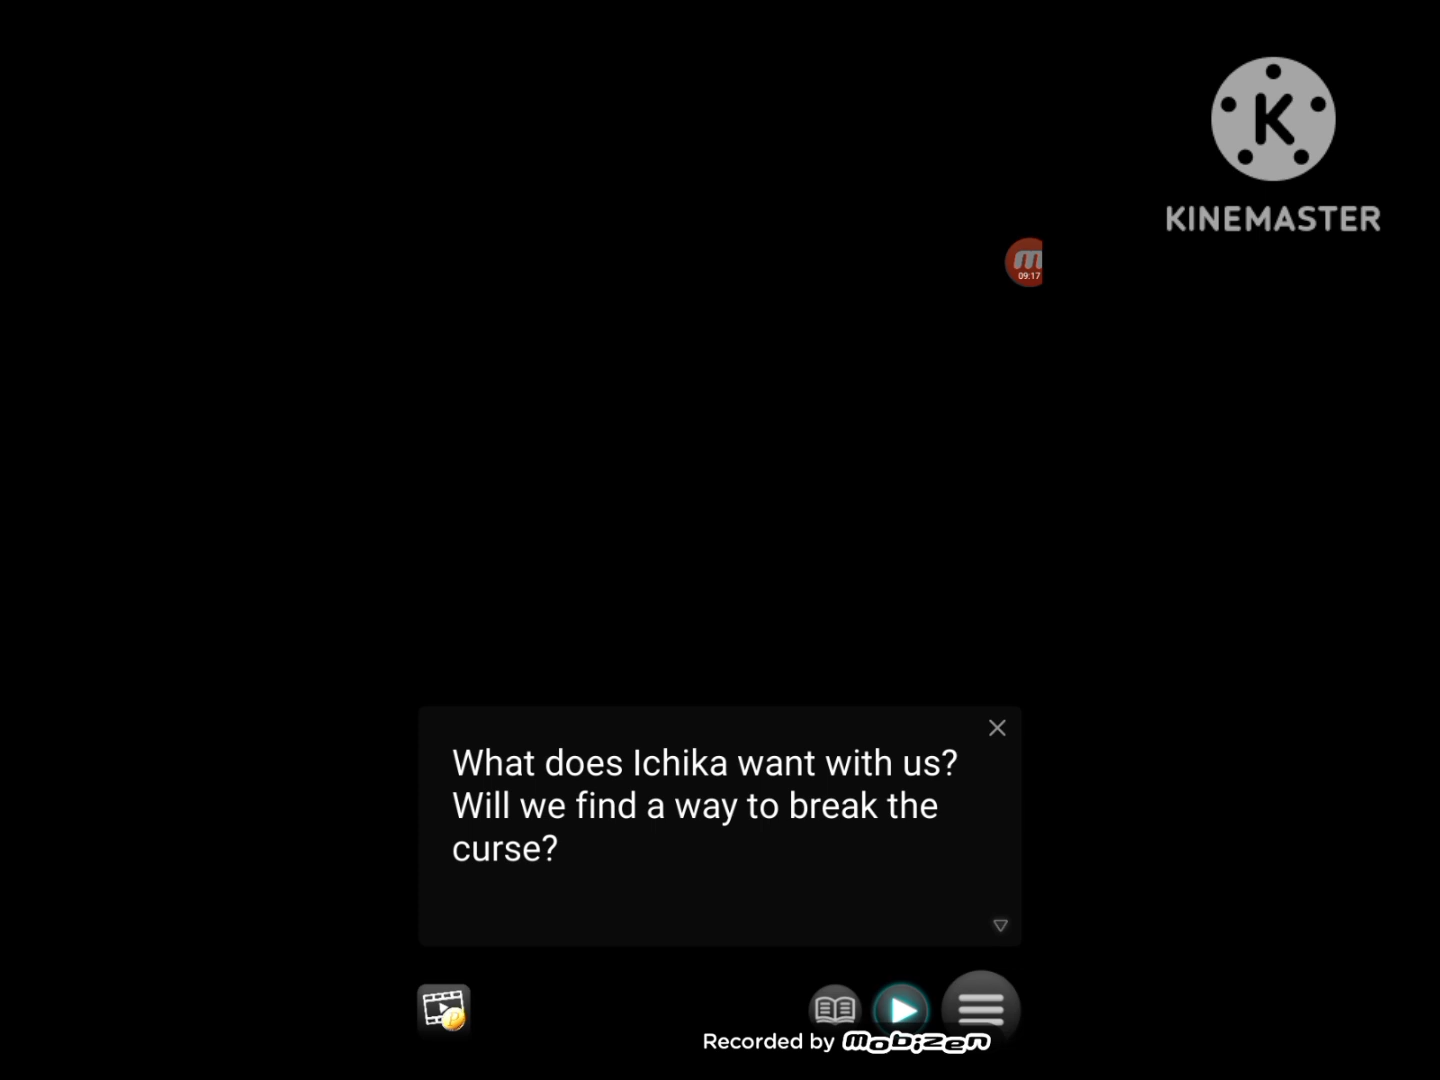 K
KINEMASTER
m
09:17
What does Ichika want with us?
Will we find a way to break the
curse?
P
Recorded by mobizen